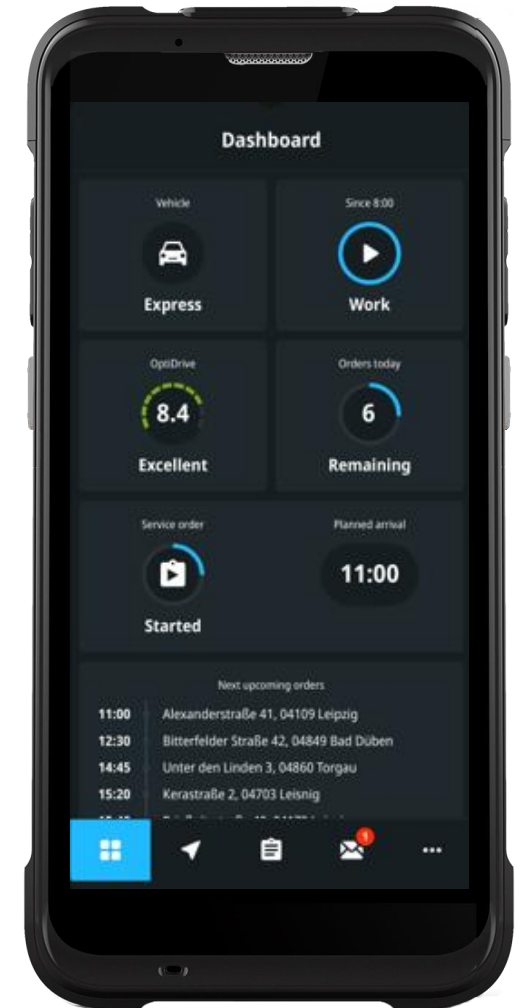 Dashboard
Vehicle
Since 8:00
Express
Work
OptiDrive
Orders today
8.4
6
Excellent
Remaining
Service order
Planned arrival
11:00
Started
Next upcoming orders
11:00 Alexanderstraße 41, 04109 Leipzig
12:30 Bitterfelder Straße 42, 04849 Bad Düben
14:45 Unter den Linden 3, 04860 Torgau
15:20 Kerastraße 2, 04703 Leisnig
1